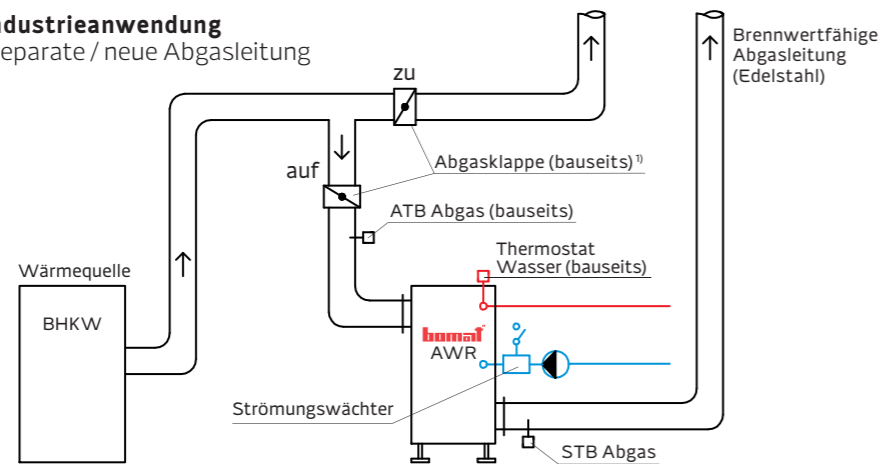 ndustrieanwendung
eparate / neue Abgasleitung
Brennwertfähige
Abgasleitung
(Edelstahl)
zu
Abgasklappe (bauseits) 1)
auf
ATB Abgas (bauseits)
Thermostat
Wasser (bauseits)
Wärmequelle
BHKW
bomat
AWR
Strömungswächter
STB Abgas